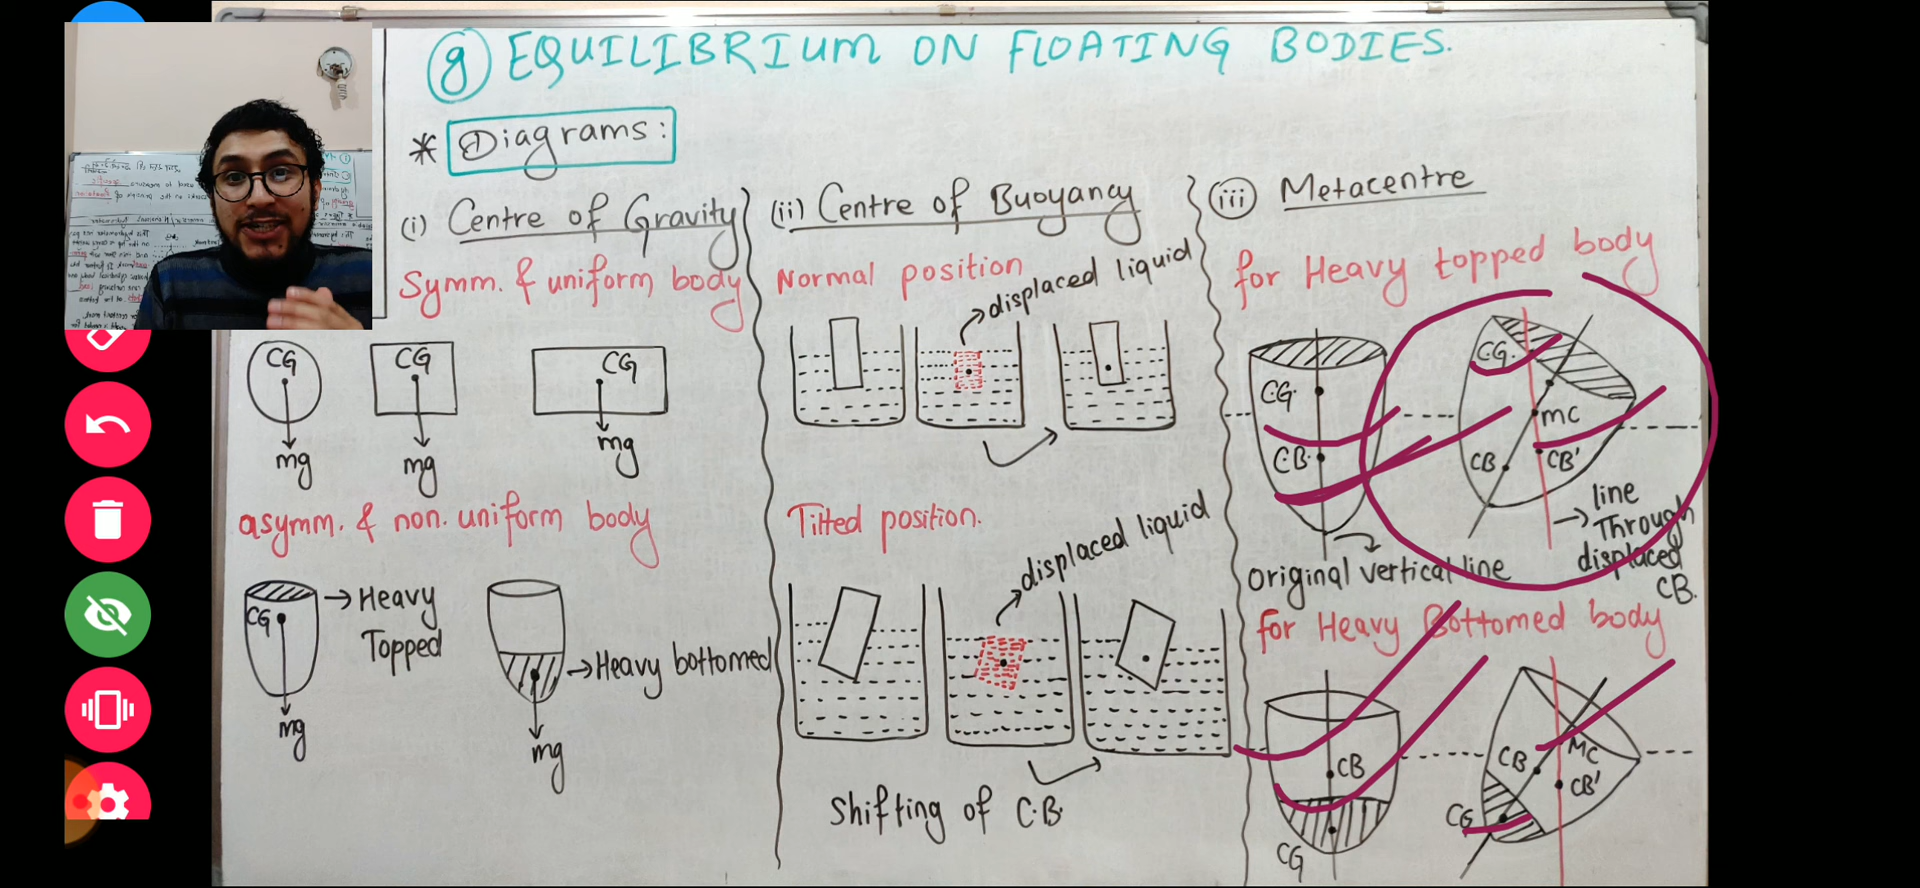 8 EQUILIBRIUM ON FLOATING BODIES.
* Diagrams:
(i) Centre of Gravity
Symm. & uniform body
CG
mg
CG
mg
CG
mg
asymm. & non. uniform body
CG
→ Heavy Topped
mg
→ Heavy bottomed
mg
(ii) Centre of Buoyancy
Normal position
displaced liquid
Tilted position.
displaced liquid
Shifting of C.B.
(iii) Metacentre
for Heavy topped body
CG
CB
original vertical line
CG
MC
CB
CB'
→ line
Through
displaced
CB.
for Heavy Bottomed body
CB
CG
CB
MC
CB'
CG